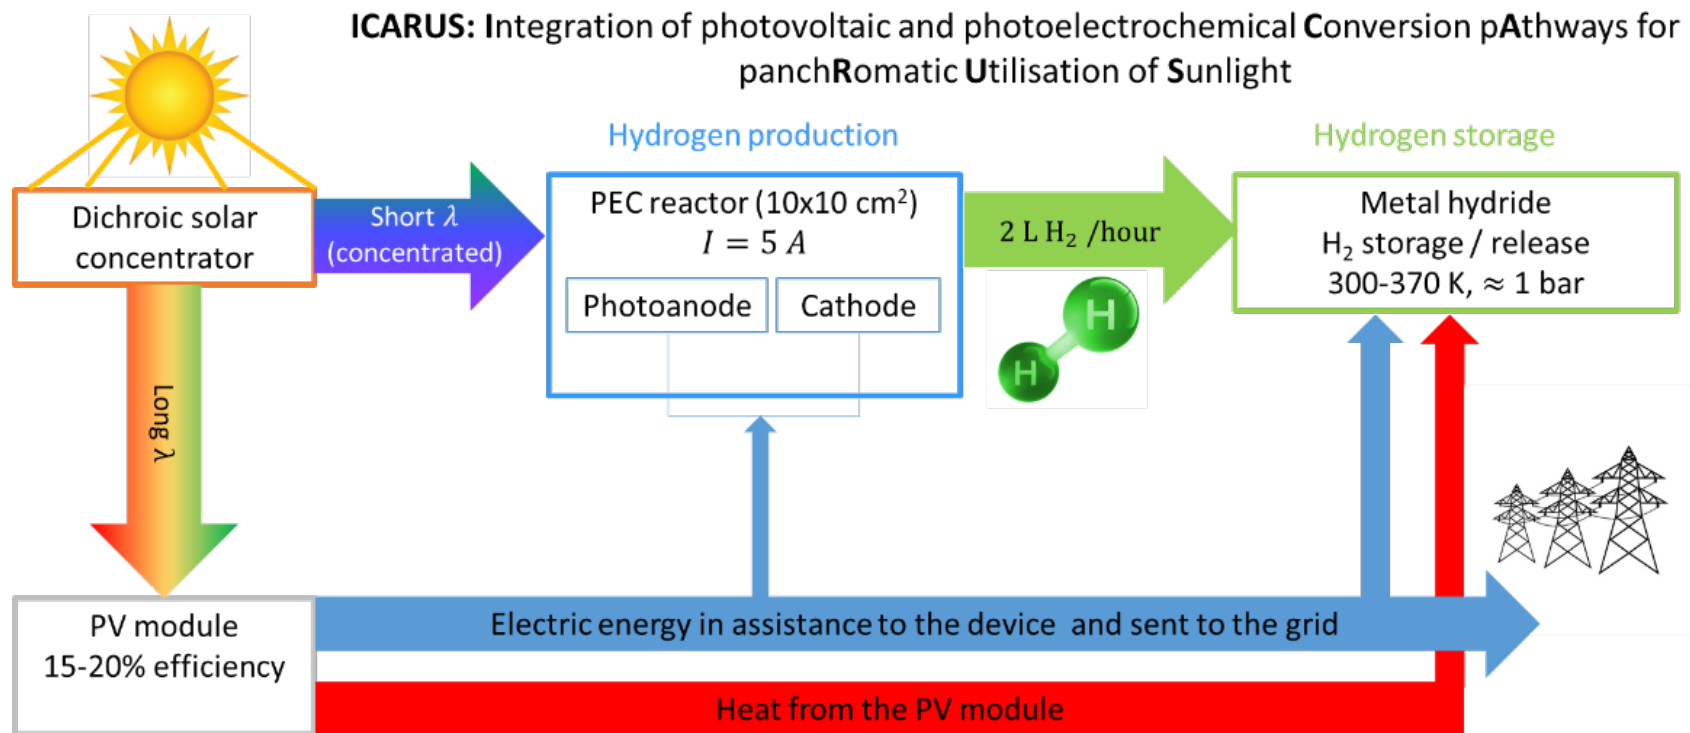 ICARUS: Integration of photovoltaic and photoelectrochemical Conversion pAthways for
panchRomatic Utilisation of Sunlight
Hydrogen production
Hydrogen storage
Dichroic solar
concentrator
Short λ
(concentrated)
PEC reactor (10x10 cm²)
I = 5 A
Photoanode
Cathode
2 L H₂ /hour
H
H
Metal hydride
H₂ storage / release
300-370 K, ≈ 1 bar
Long λ
PV module
15-20% efficiency
Electric energy in assistance to the device and sent to the grid
Heat from the PV module